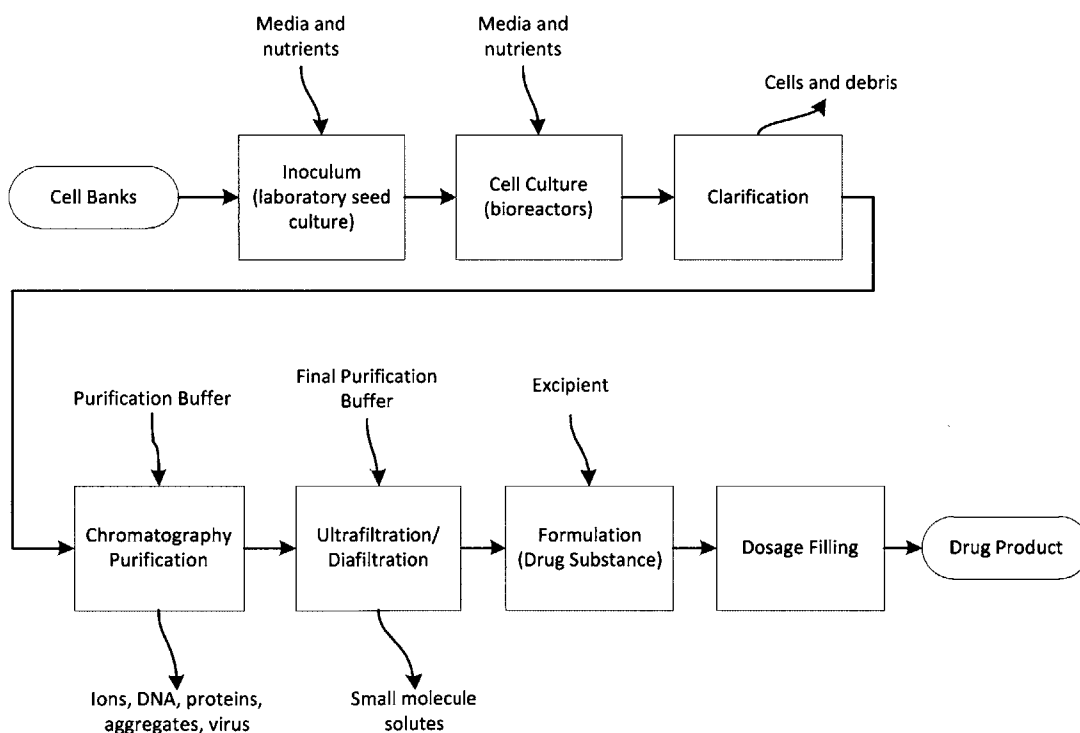 Media and
nutrients
Media and
nutrients
Cells and debris
Cell Banks
Inoculum
(laboratory seed
culture)
Cell Culture
(bioreactors)
Clarification
Purification Buffer
Final Purification
Buffer
Excipient
Chromatography
Purification
Ultrafiltration/
Diafiltration
Formulation
(Drug Substance)
Dosage Filling
Drug Product
Ions, DNA, proteins,
aggregates, virus
Small molecule
solutes